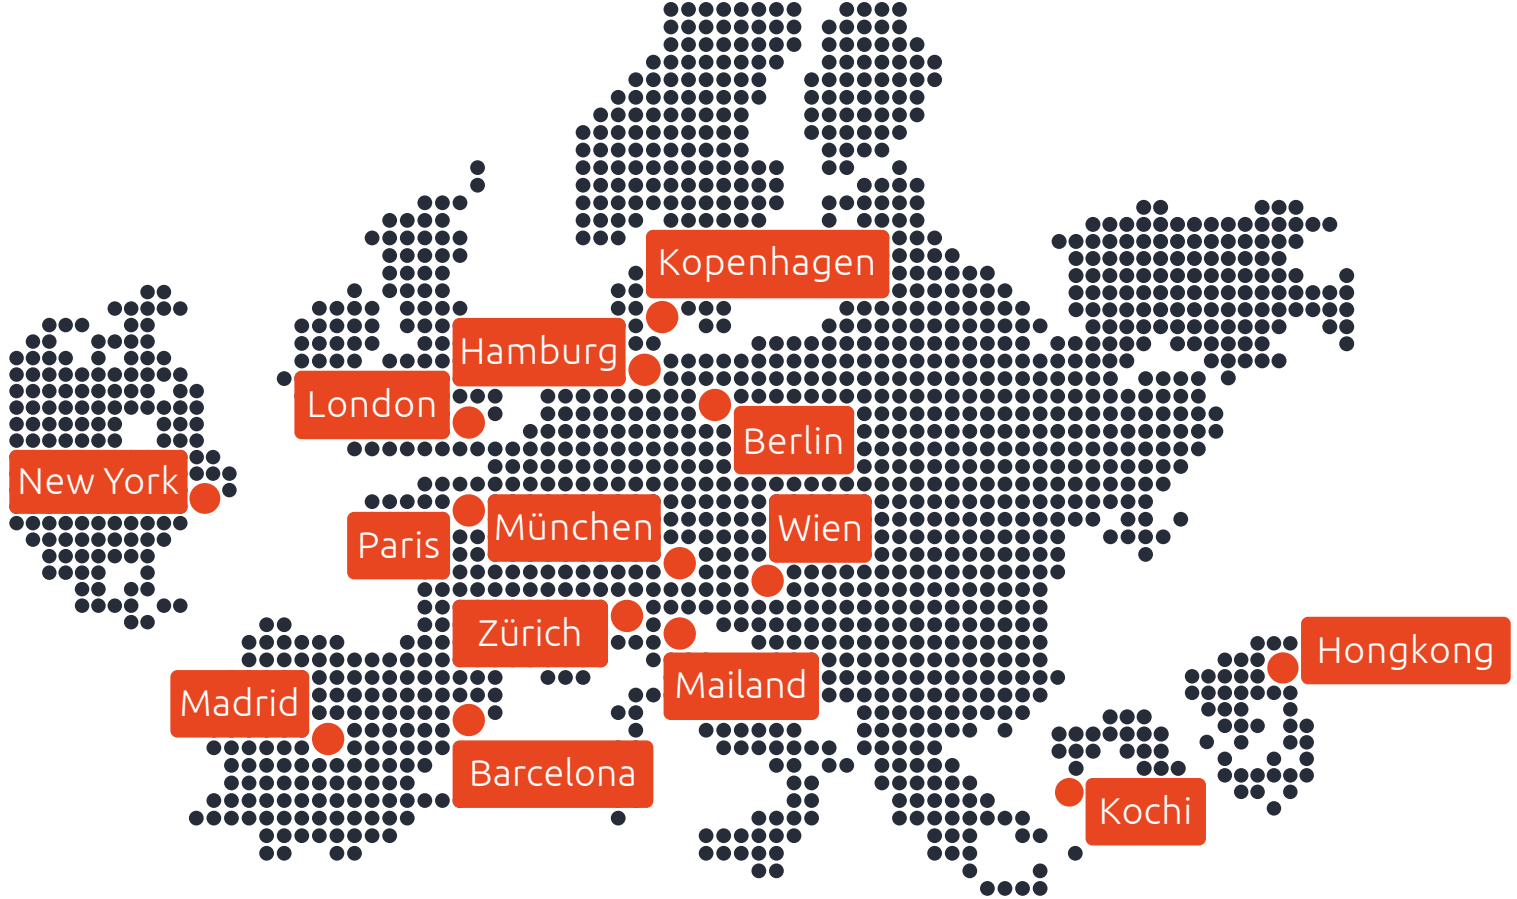 Kopenhagen
Hamburg
London
Berlin
New York
München
Wien
Paris
Zürich
Hongkong
Mailand
Madrid
Barcelona
Kochi